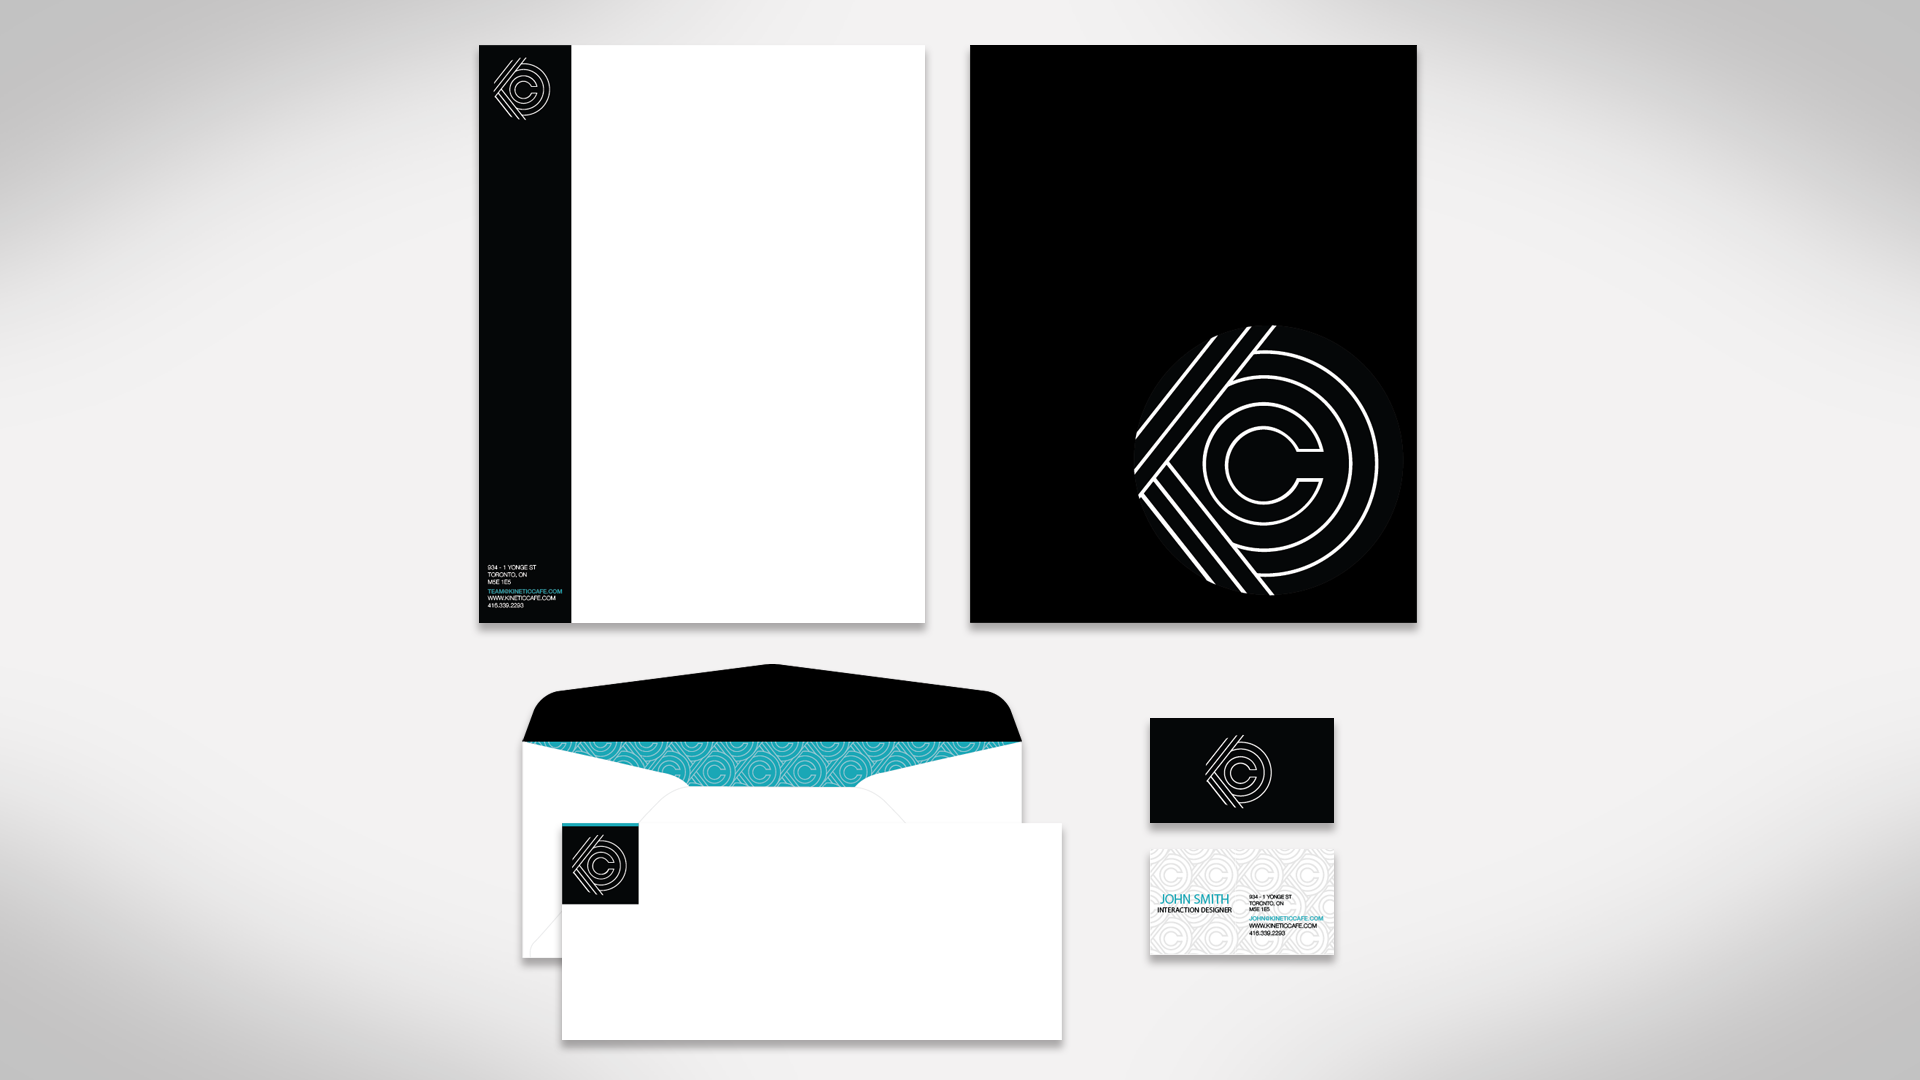 934 - 1 YONGE ST
TORONTO, ON
M5E 1E5
TEAM@KINETICCAFE.COM
WWW.KINETICCAFE.COM
416.339.2293
JOHN SMITH
INTERACTION DESIGNER
934 - 1 YONGE ST
TORONTO, ON
M5E 1E5
JOHN@KINETICCAFE.COM
WWW.KINETICCAFE.COM
416.339.2293